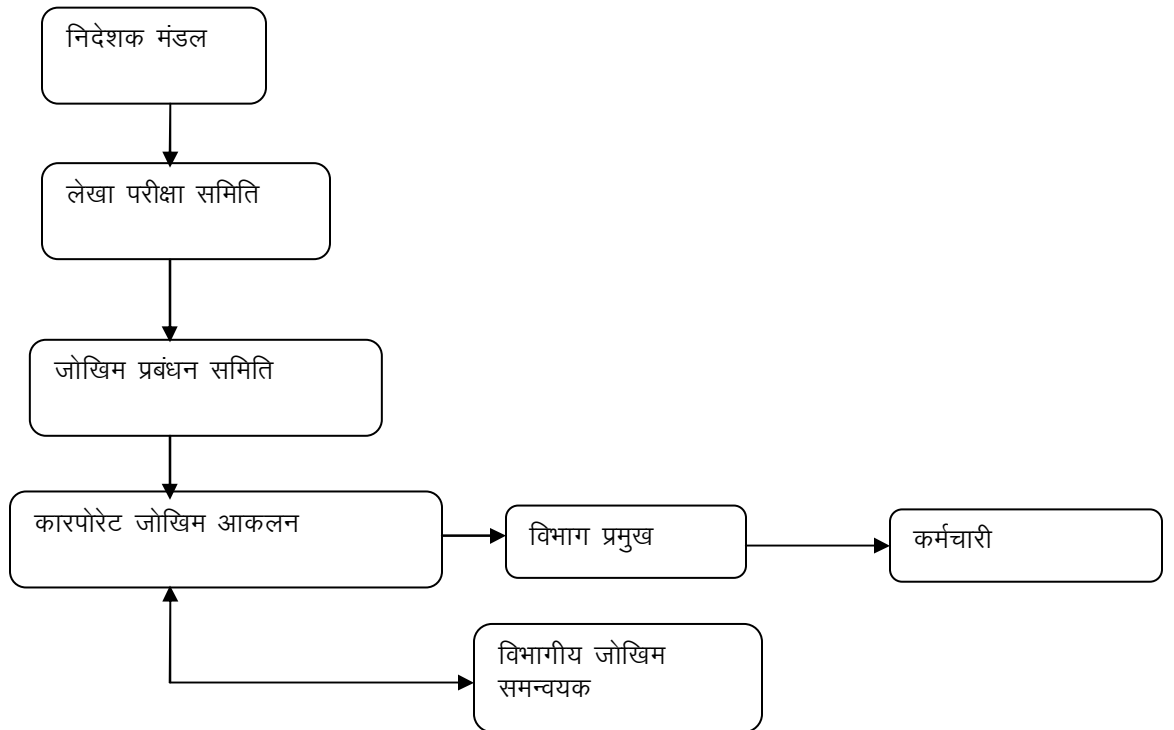 निदेशक मंडल
लेखा परीक्षा समिति
जोखिम प्रबंधन समिति
कारपोरेट जोखिम आकलन
विभाग प्रमुख
कर्मचारी
विभागीय जोखिम
समन्वयक